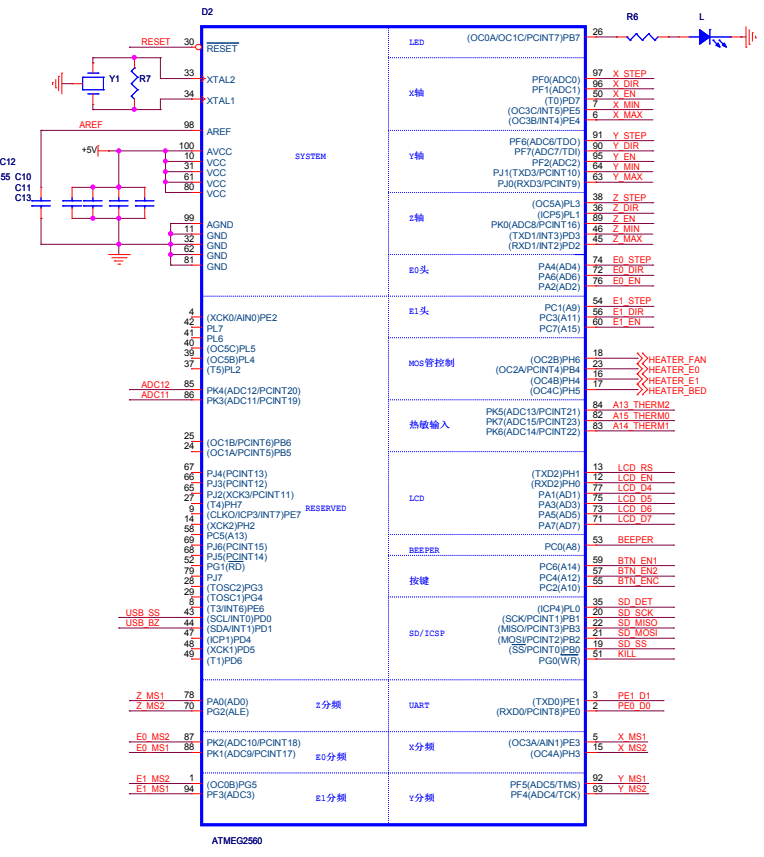 D2
RESET 30 RESET
LED (OC0A/OC1C/PCINT7)PB7 26 R6 L
Y1 R7
33 XTAL2
34 XTAL1
AREF 98 AREF
+5V 100 AVCC
10 VCC
31 VCC
61 VCC
80 VCC
C12
55 C10
C11
C13
99 AGND
11 GND
32 GND
62 GND
81 GND
SYSTEM
X轴
PF0(ADC0) 97 X_STEP
PF1(ADC1) 96 X_DIR
(T0)PD7 50 X_EN
(OC3C/INT5)PE5 7 X_MIN
(OC3B/INT4)PE4 6 X_MAX
Y轴
PF6(ADC6/TDO) 91 Y_STEP
PF7(ADC7/TDI) 90 Y_DIR
PF2(ADC2) 95 Y_EN
PJ1(TXD3/PCINT10) 64 Y_MIN
PJ0(RXD3/PCINT9) 63 Y_MAX
Z轴
(OC5A)PL3 38 Z_STEP
(ICP5)PL1 36 Z_DIR
PK0(ADC8/PCINT16) 89 Z_EN
(TXD1/INT3)PD3 46 Z_MIN
(RXD1/INT2)PD2 45 Z_MAX
E0头
PA4(AD4) 74 E0_STEP
PA6(AD6) 72 E0_DIR
PA2(AD2) 76 E0_EN
E1头
PC1(A9) 54 E1_STEP
PC3(A11) 56 E1_DIR
PC7(A15) 60 E1_EN
MOS管控制
(OC2B)PH6 18 HEATER_FAN
(OC2A/PCINT4)PB4 23 HEATER_E0
(OC4B)PH4 16 HEATER_E1
(OC4C)PH5 17 HEATER_BED
热敏输入
PK5(ADC13/PCINT21) 84 A13_THERM2
PK7(ADC15/PCINT23) 82 A15_THERM0
PK6(ADC14/PCINT22) 83 A14_THERM1
LCD
(TXD2)PH1 13 LCD_RS
(RXD2)PH0 12 LCD_EN
PA1(AD1) 77 LCD_D4
PA3(AD3) 75 LCD_D5
PA5(AD5) 73 LCD_D6
PA7(AD7) 71 LCD_D7
BEEPER PC0(A8) 53 BEEPER
按键
PC6(A14) 59 BTN_EN1
PC4(A12) 57 BTN_EN2
PC2(A10) 55 BTN_ENC
SD/ICSP
(ICP4)PL0 35 SD_DET
(SCK/PCINT1)PB1 20 SD_SCK
(MISO/PCINT3)PB3 22 SD_MISO
(MOSI/PCINT2)PB2 21 SD_MOSI
(SS/PCINT0)PB0 19 SD_SS
PG0(WR) 51 KILL
4 (XCK0/AIN0)PE2
42 PL7
41 PL6
40 (OC5C)PL5
39 (OC5B)PL4
37 (T5)PL2
ADC12 85 PK4(ADC12/PCINT20)
ADC11 86 PK3(ADC11/PCINT19)
25 (OC1B/PCINT6)PB6
24 (OC1A/PCINT5)PB5
67 PJ4(PCINT13)
66 PJ3(PCINT12)
65 PJ2(XCK3/PCINT11)
27 (T4)PH7
9 (CLKO/ICP3/INT7)PE7
14 (XCK2)PH2
58 PC5(A13)
69 PJ6(PCINT15)
68 PJ5(PCINT14)
52 PG1(RD)
79 PJ7
28 (TOSC2)PG3
29 (TOSC1)PG4
8 (T3/INT6)PE6
USB_SS 43 (SCL/INT0)PD0
USB_BZ 44 (SDA/INT1)PD1
47 (ICP1)PD4
48 (XCK1)PD5
49 (T1)PD6
RESERVED
Z_MS1 78 PA0(AD0)
Z_MS2 70 PG2(ALE)
Z分频
UART
(TXD0)PE1 3 PE1_D1
(RXD0/PCINT8)PE0 2 PE0_D0
E0_MS2 87 PK2(ADC10/PCINT18)
E0_MS1 88 PK1(ADC9/PCINT17)
E0分频
X分频
(OC3A/AIN1)PE3 5 X_MS1
(OC4A)PH3 15 X_MS2
E1_MS2 1 (OC0B)PG5
E1_MS1 94 PF3(ADC3)
E1分频
Y分频
PF5(ADC5/TMS) 92 Y_MS1
PF4(ADC4/TCK) 93 Y_MS2
ATMEG2560